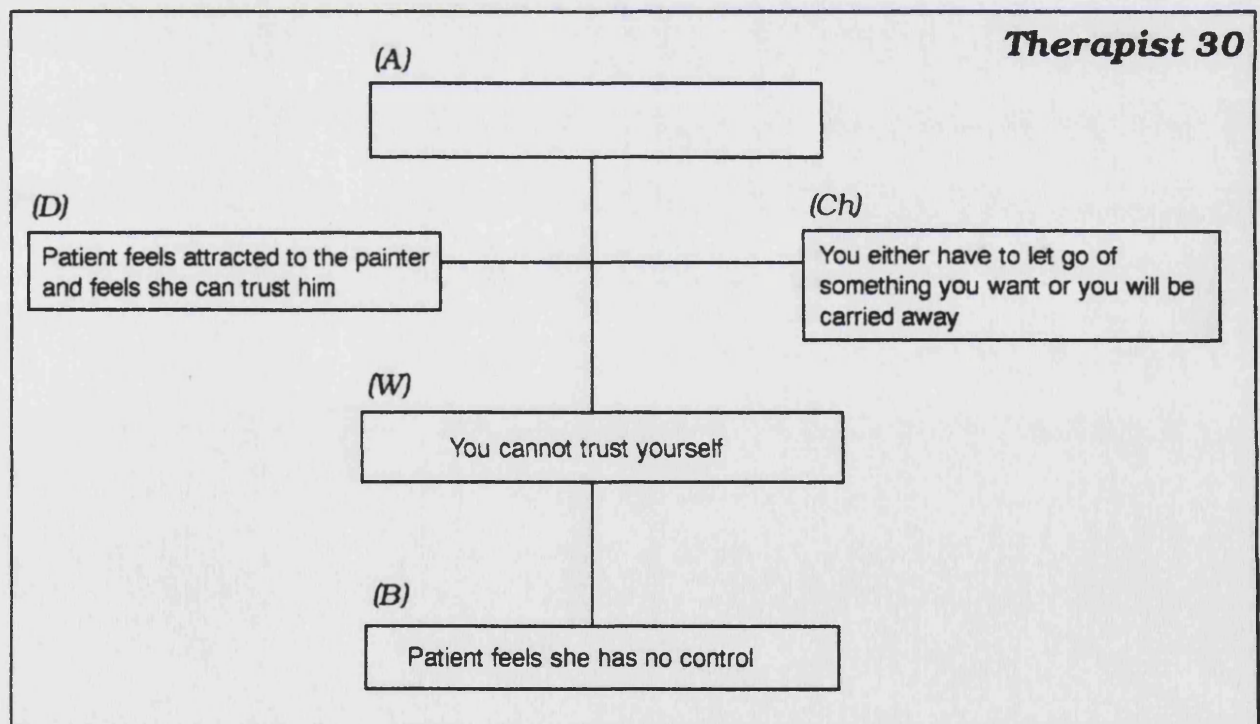 Therapist 30
(A)
(D)
Patient feels attracted to the painter
and feels she can trust him
(Ch)
You either have to let go of
something you want or you will be
carried away
(W)
You cannot trust yourself
(B)
Patient feels she has no control